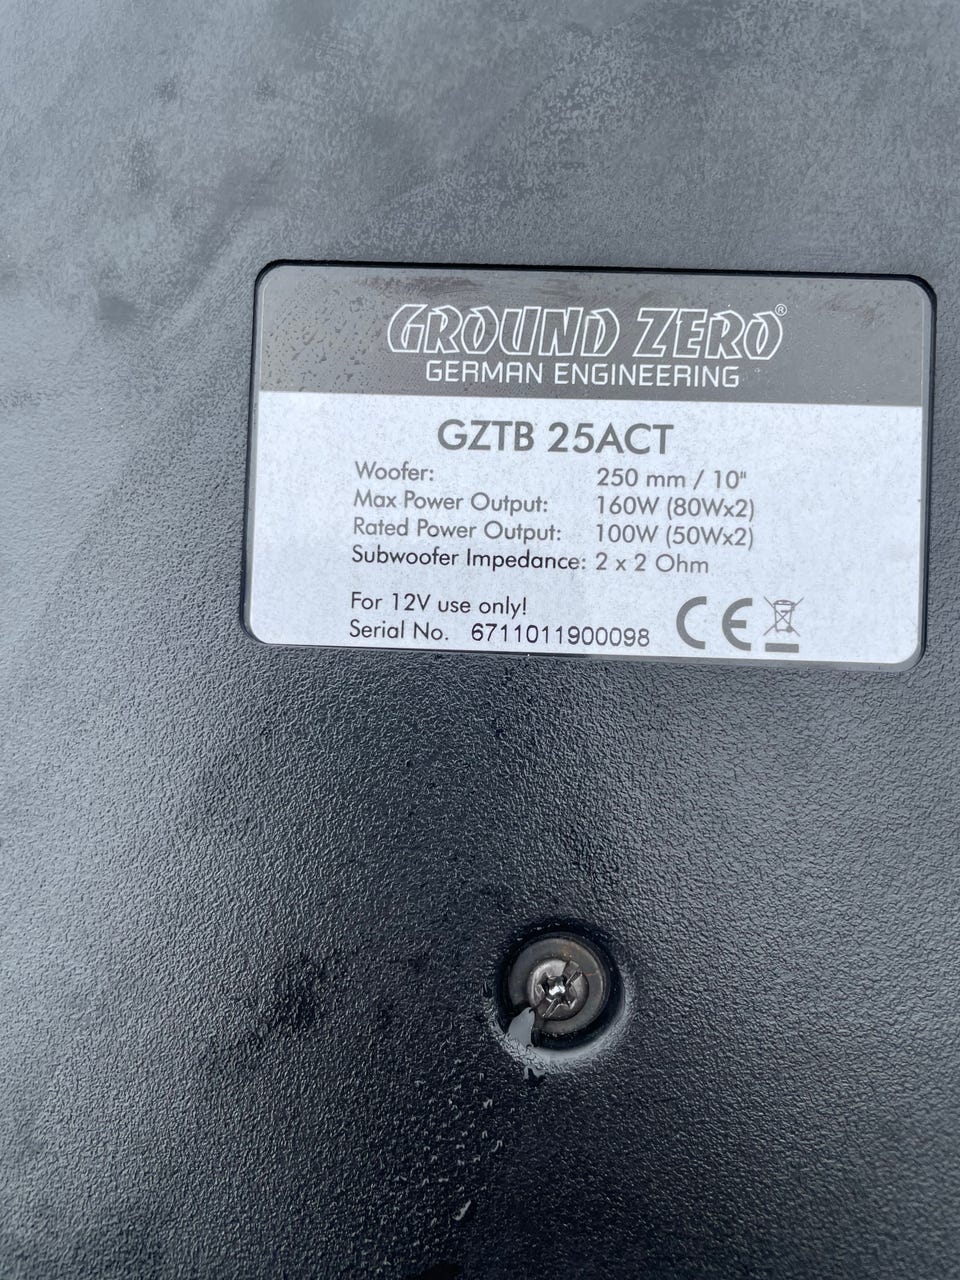 GROUND ZERO®
GERMAN ENGINEERING
GZTB 25ACT
Woofer: 250 mm / 10"
Max Power Output: 160W (80Wx2)
Rated Power Output: 100W (50Wx2)
Subwoofer Impedance: 2 x 2 Ohm
For 12V use only!
Serial No. 6711011900098
CE